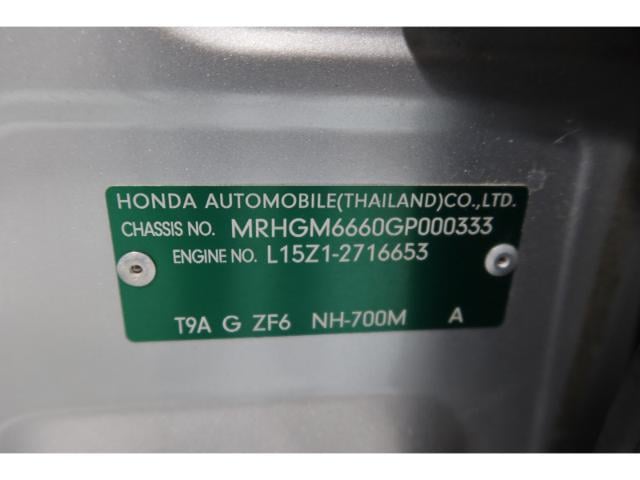 HONDA AUTOMOBILE(THAILAND)CO.,LTD.
CHASSIS NO. MRHGM6660GP000333
ENGINE NO. L15Z1-2716653
T9A G ZF6 NH-700M A